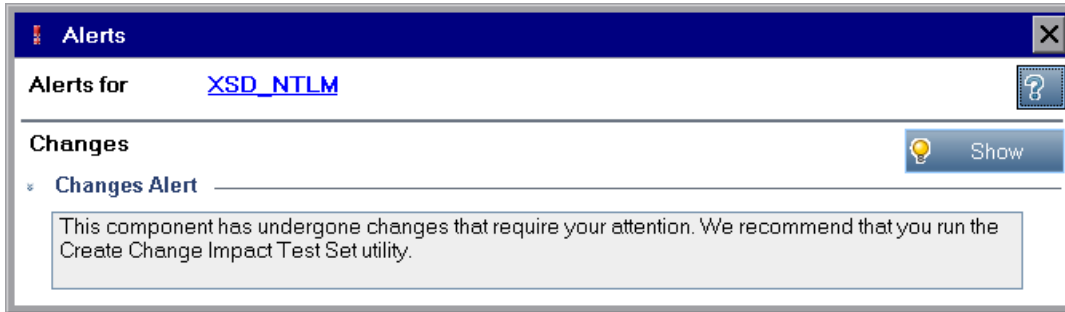 Alerts
Alerts for XSD_NTLM
Changes
Show
Changes Alert
This component has undergone changes that require your attention. We recommend that you run the
Create Change Impact Test Set utility.